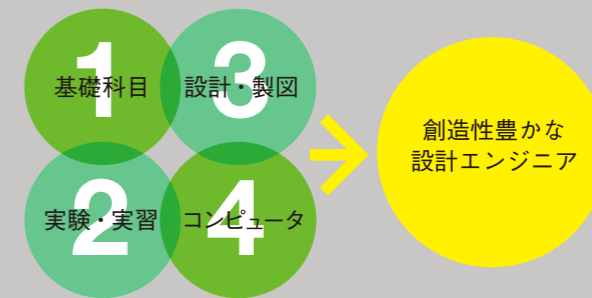 1
基礎科目
3
設計・製図
2
実験・実習
4
コンピュータ
創造性豊かな
設計エンジニア